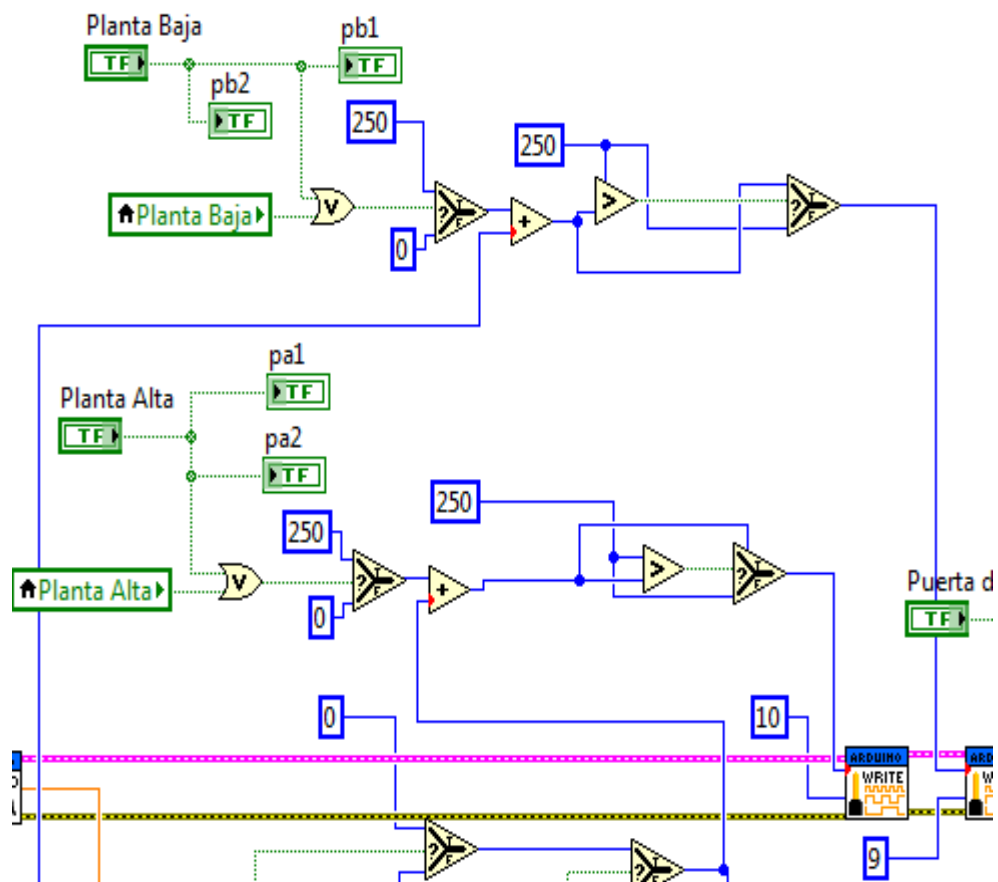 Planta Baja
pb1
TF
TF
pb2
TF
250
250
Planta Baja
V
?
T
F
+
>
?
T
F
0
pa1
TF
Planta Alta
TF
pa2
TF
250
250
Planta Alta
V
?
T
F
+
>
?
T
F
0
Puerta d
TF
0
10
ARDUINO
WRITE
ARD
W
9
?
T
F
?
T